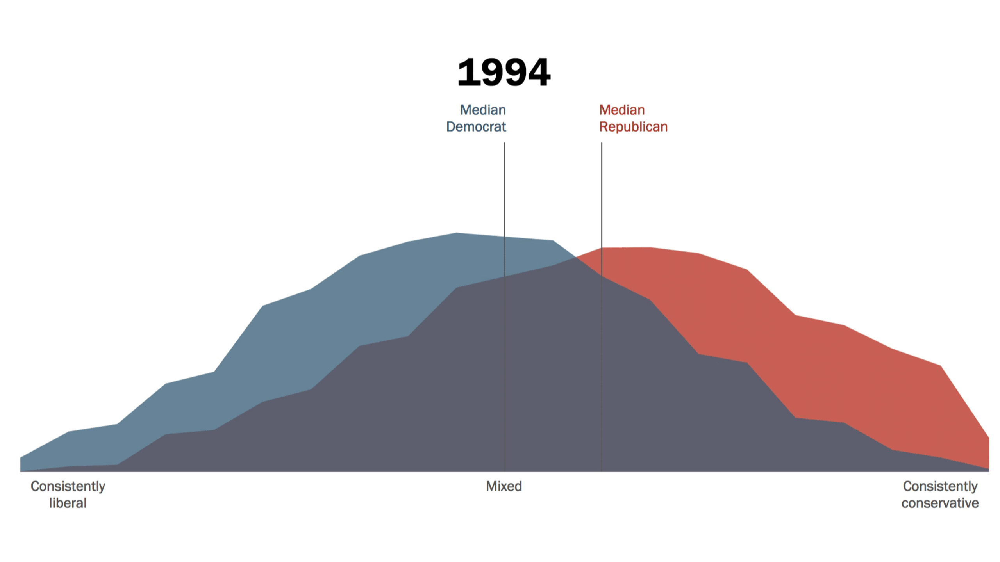 1994
Median
Democrat
Median
Republican
Consistently
liberal
Mixed
Consistently
conservative